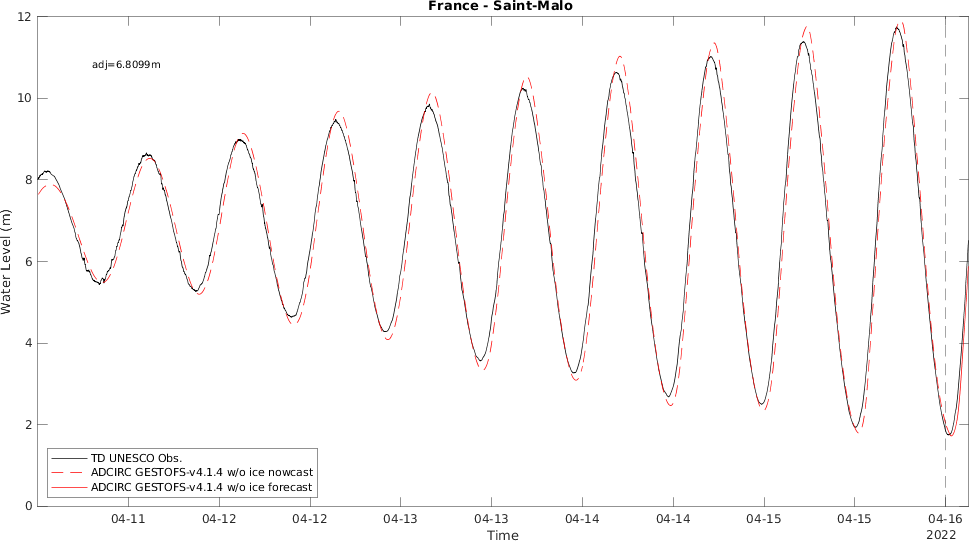 France - Saint-Malo
adj=6.8099m
Water Level (m)
12
10
8
6
4
2
0
TD UNESCO Obs.
ADCIRC GESTOFS-v4.1.4 w/o ice nowcast
ADCIRC GESTOFS-v4.1.4 w/o ice forecast
04-11 04-12 04-12 04-13 04-13 04-14 04-14 04-15 04-15 04-16
2022
Time